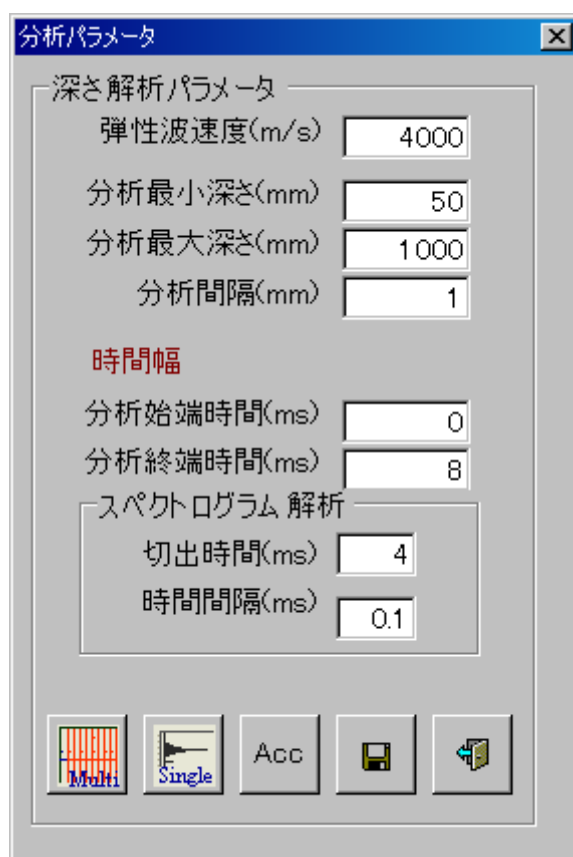 分析パラメータ
深さ解析パラメータ
弾性波速度(m/s) 4000
分析最小深さ(mm) 50
分析最大深さ(mm) 1000
分析間隔(mm) 1
時間幅
分析始端時間(ms) 0
分析終端時間(ms) 8
スペクトログラム 解析
切出時間(ms) 4
時間間隔(ms) 0.1
Multi Single Acc